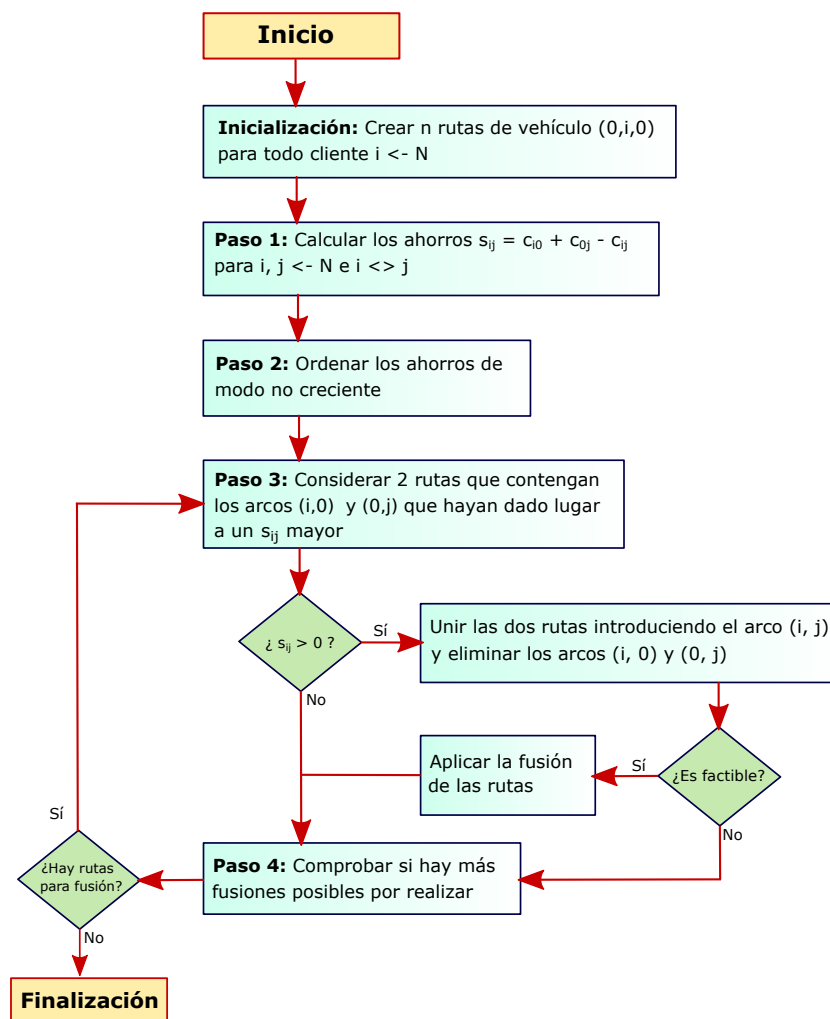 Inicio
Inicialización: Crear n rutas de vehículo (0,i,0)
para todo cliente i <- N
Paso 1: Calcular los ahorros sij = ci0 + c0j - cij
para i, j <- N e i <> j
Paso 2: Ordenar los ahorros de
modo no creciente
Paso 3: Considerar 2 rutas que contengan
los arcos (i,0) y (0,j) que hayan dado lugar
a un sij mayor
¿ sij > 0 ?
Sí
No
Unir las dos rutas introduciendo el arco (i, j)
y eliminar los arcos (i, 0) y (0, j)
¿Es factible?
Sí
No
Aplicar la fusión
de las rutas
Paso 4: Comprobar si hay más
fusiones posibles por realizar
¿Hay rutas
para fusión?
Sí
No
Finalización